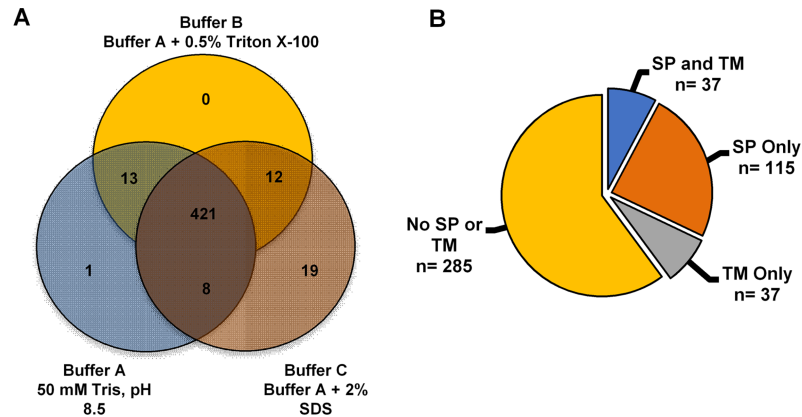 A
Buffer B
Buffer A + 0.5% Triton X-100
0
13
12
421
1
8
19
Buffer A
50 mM Tris, pH
8.5
Buffer C
Buffer A + 2%
SDS
B
SP and TM
n= 37
SP Only
n= 115
No SP or
TM
n= 285
TM Only
n= 37